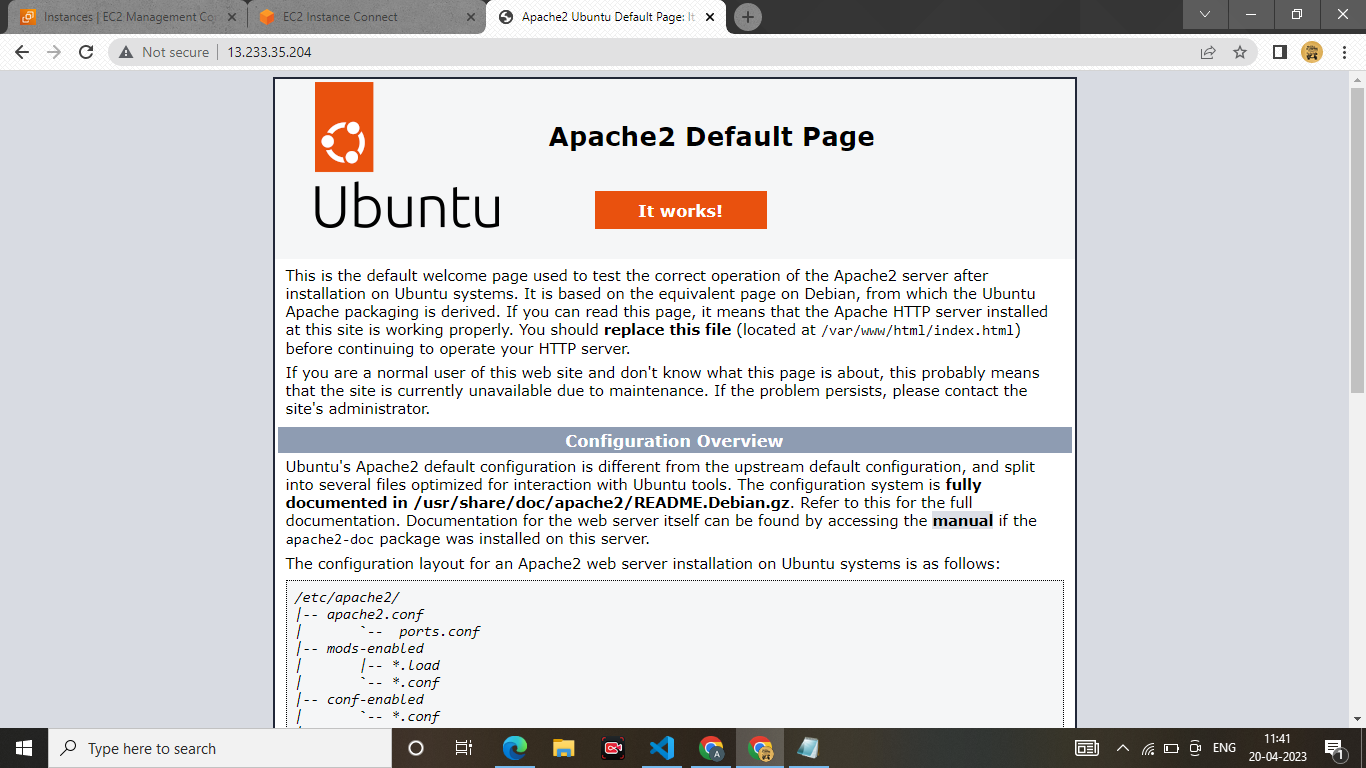 Instances | EC2 Management Con
EC2 Instance Connect
Apache2 Ubuntu Default Page: It
Not secure
13.233.35.204
Apache2 Default Page
Ubuntu
It works!
This is the default welcome page used to test the correct operation of the Apache2 server after
installation on Ubuntu systems. It is based on the equivalent page on Debian, from which the Ubuntu
Apache packaging is derived. If you can read this page, it means that the Apache HTTP server installed
at this site is working properly. You should replace this file (located at /var/www/html/index.html)
before continuing to operate your HTTP server.
If you are a normal user of this web site and don't know what this page is about, this probably means
that the site is currently unavailable due to maintenance. If the problem persists, please contact the
site's administrator.
Configuration Overview
Ubuntu's Apache2 default configuration is different from the upstream default configuration, and split
into several files optimized for interaction with Ubuntu tools. The configuration system is fully
documented in /usr/share/doc/apache2/README.Debian.gz. Refer to this for the full
documentation. Documentation for the web server itself can be found by accessing the manual if the
apache2-doc package was installed on this server.
The configuration layout for an Apache2 web server installation on Ubuntu systems is as follows:
/etc/apache2/
|-- apache2.conf
|       `--  ports.conf
|-- mods-enabled
|       |-- *.load
|       `-- *.conf
|-- conf-enabled
|       `-- *.conf
Type here to search
A
ENG
11:41
20-04-2023
1